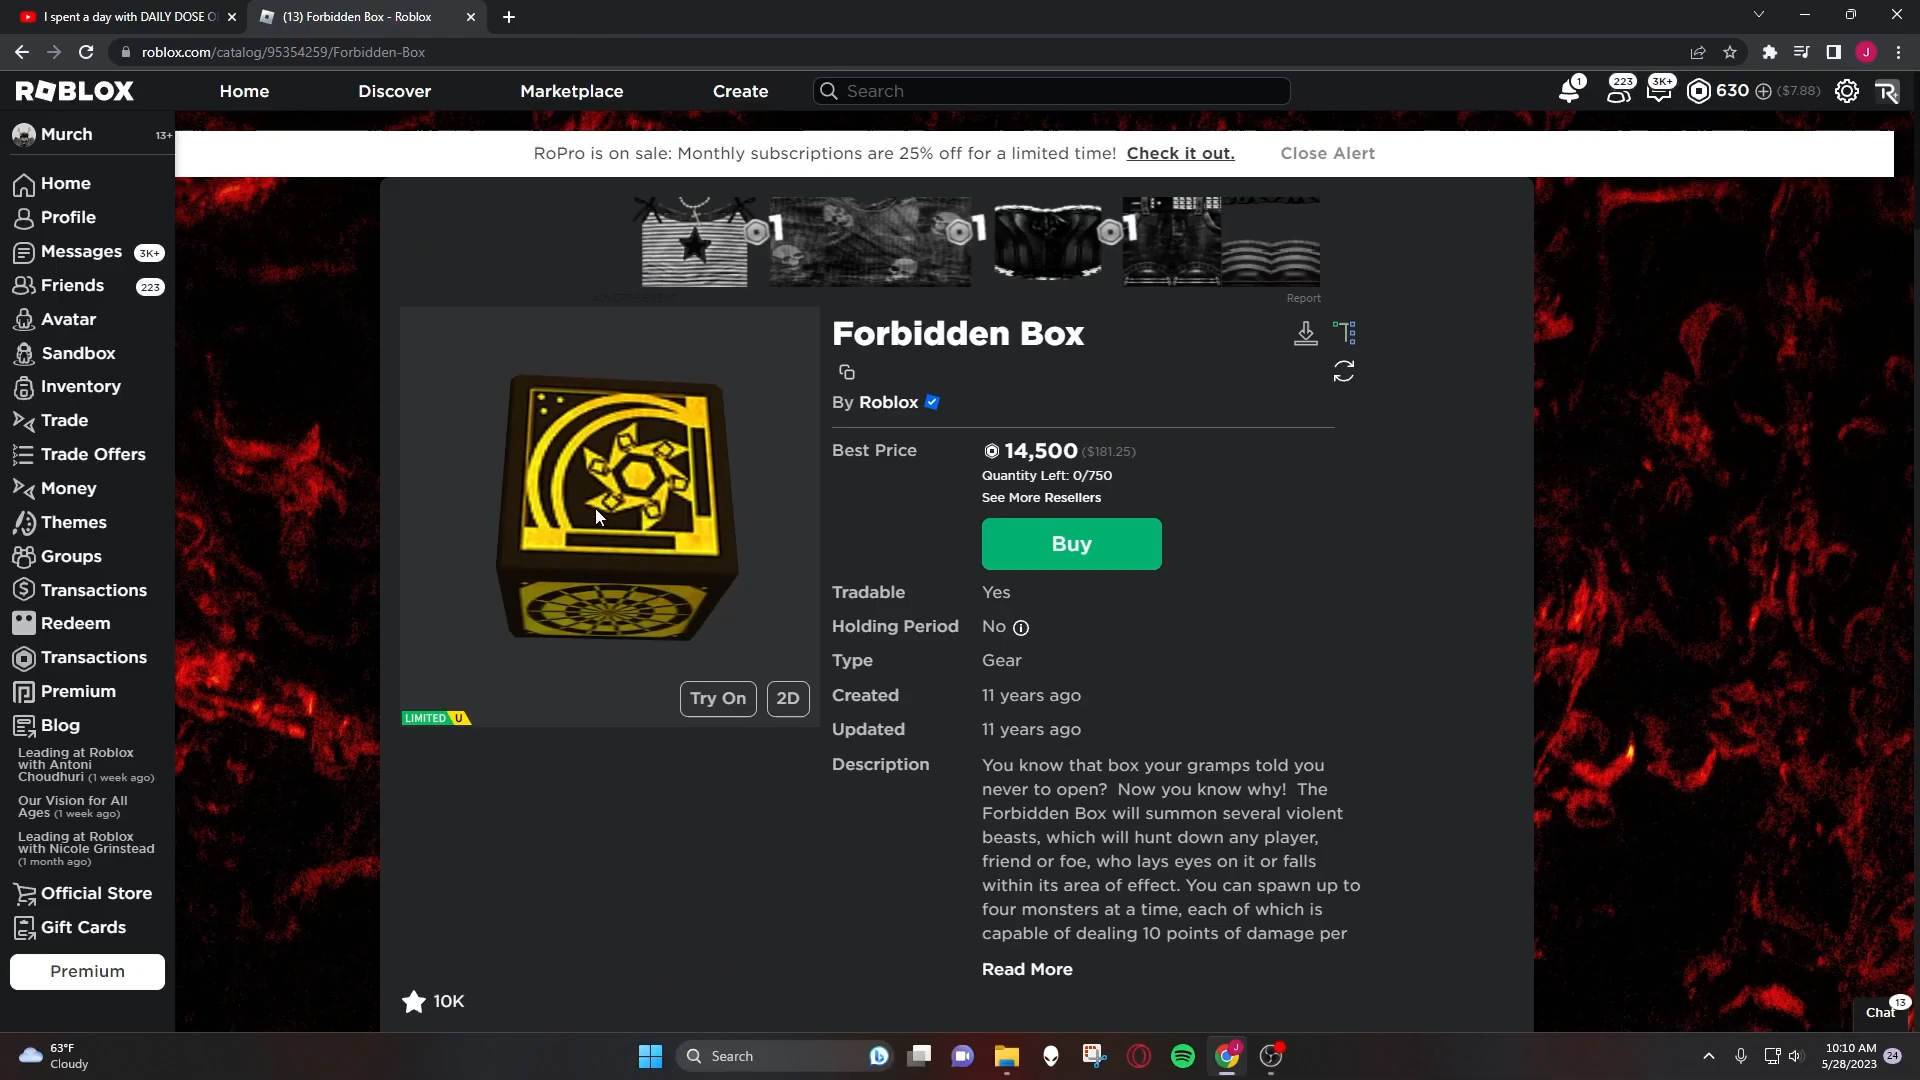 I spent a day with DAILY DOSE O
(13) Forbidden Box - Roblox
roblox.com/catalog/95354259/Forbidden-Box
J
ROBLOX
Home
Discover
Marketplace
Create
Search
1
223
3K+
630
($7.88)
Murch
13+
RoPro is on sale: Monthly subscriptions are 25% off for a limited time! Check it out. Close Alert
Home
Profile
Messages 3K+
Friends 223
Avatar
Sandbox
Inventory
Trade
Trade Offers
Money
Themes
Groups
Transactions
Redeem
Transactions
Premium
Blog
Leading at Roblox
with Antoni
Choudhuri (1 week ago)
Our Vision for All
Ages (1 week ago)
Leading at Roblox
with Nicole Grinstead
(1 month ago)
Official Store
Gift Cards
Premium
1
1
1
ADVERTISEMENT
Report
Forbidden Box
By Roblox
Best Price
14,500 ($181.25)
Quantity Left: 0/750
See More Resellers
Buy
Tradable Yes
Holding Period No
Type Gear
Created 11 years ago
Updated 11 years ago
Description
You know that box your gramps told you
never to open? Now you know why! The
Forbidden Box will summon several violent
beasts, which will hunt down any player,
friend or foe, who lays eyes on it or falls
within its area of effect. You can spawn up to
four monsters at a time, each of which is
capable of dealing 10 points of damage per
Read More
Try On
2D
LIMITED U
10K
Chat
13
63°F
Cloudy
Search
J
10:10 AM
5/28/2023
24